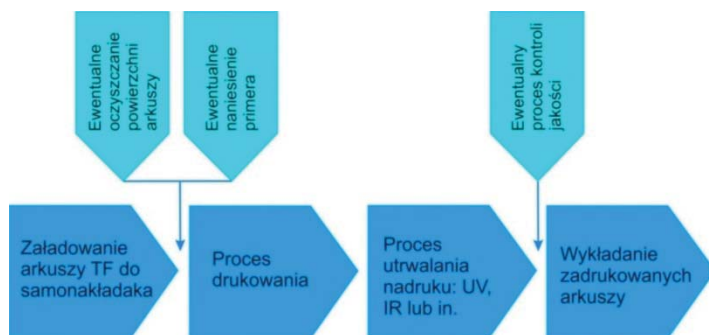 Ewentualne
oczyszczanie
powierzchni
arkuszy
Ewentualne
naniesienie
primera
Ewentualny
proces kontroli
jakości
Załadowanie
arkuszy TF do
samonakładaka
Proces
drukowania
Proces
utrwalania
nadruku: UV,
IR lub in.
Wykładanie
zadrukowanych
arkuszy